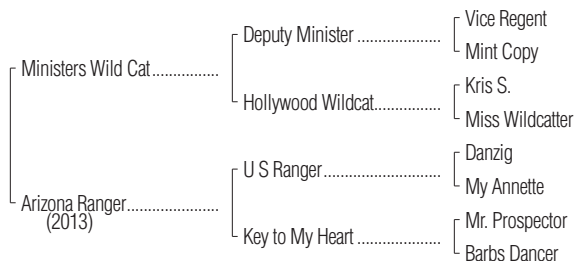 Vice Regent
Deputy Minister ....................
Mint Copy
Ministers Wild Cat................
Kris S.
Hollywood Wildcat................
Miss Wildcatter
Danzig
U S Ranger...........................
My Annette
Arizona Ranger......................
(2013)
Mr. Prospector
Key to My Heart ...................
Barbs Dancer